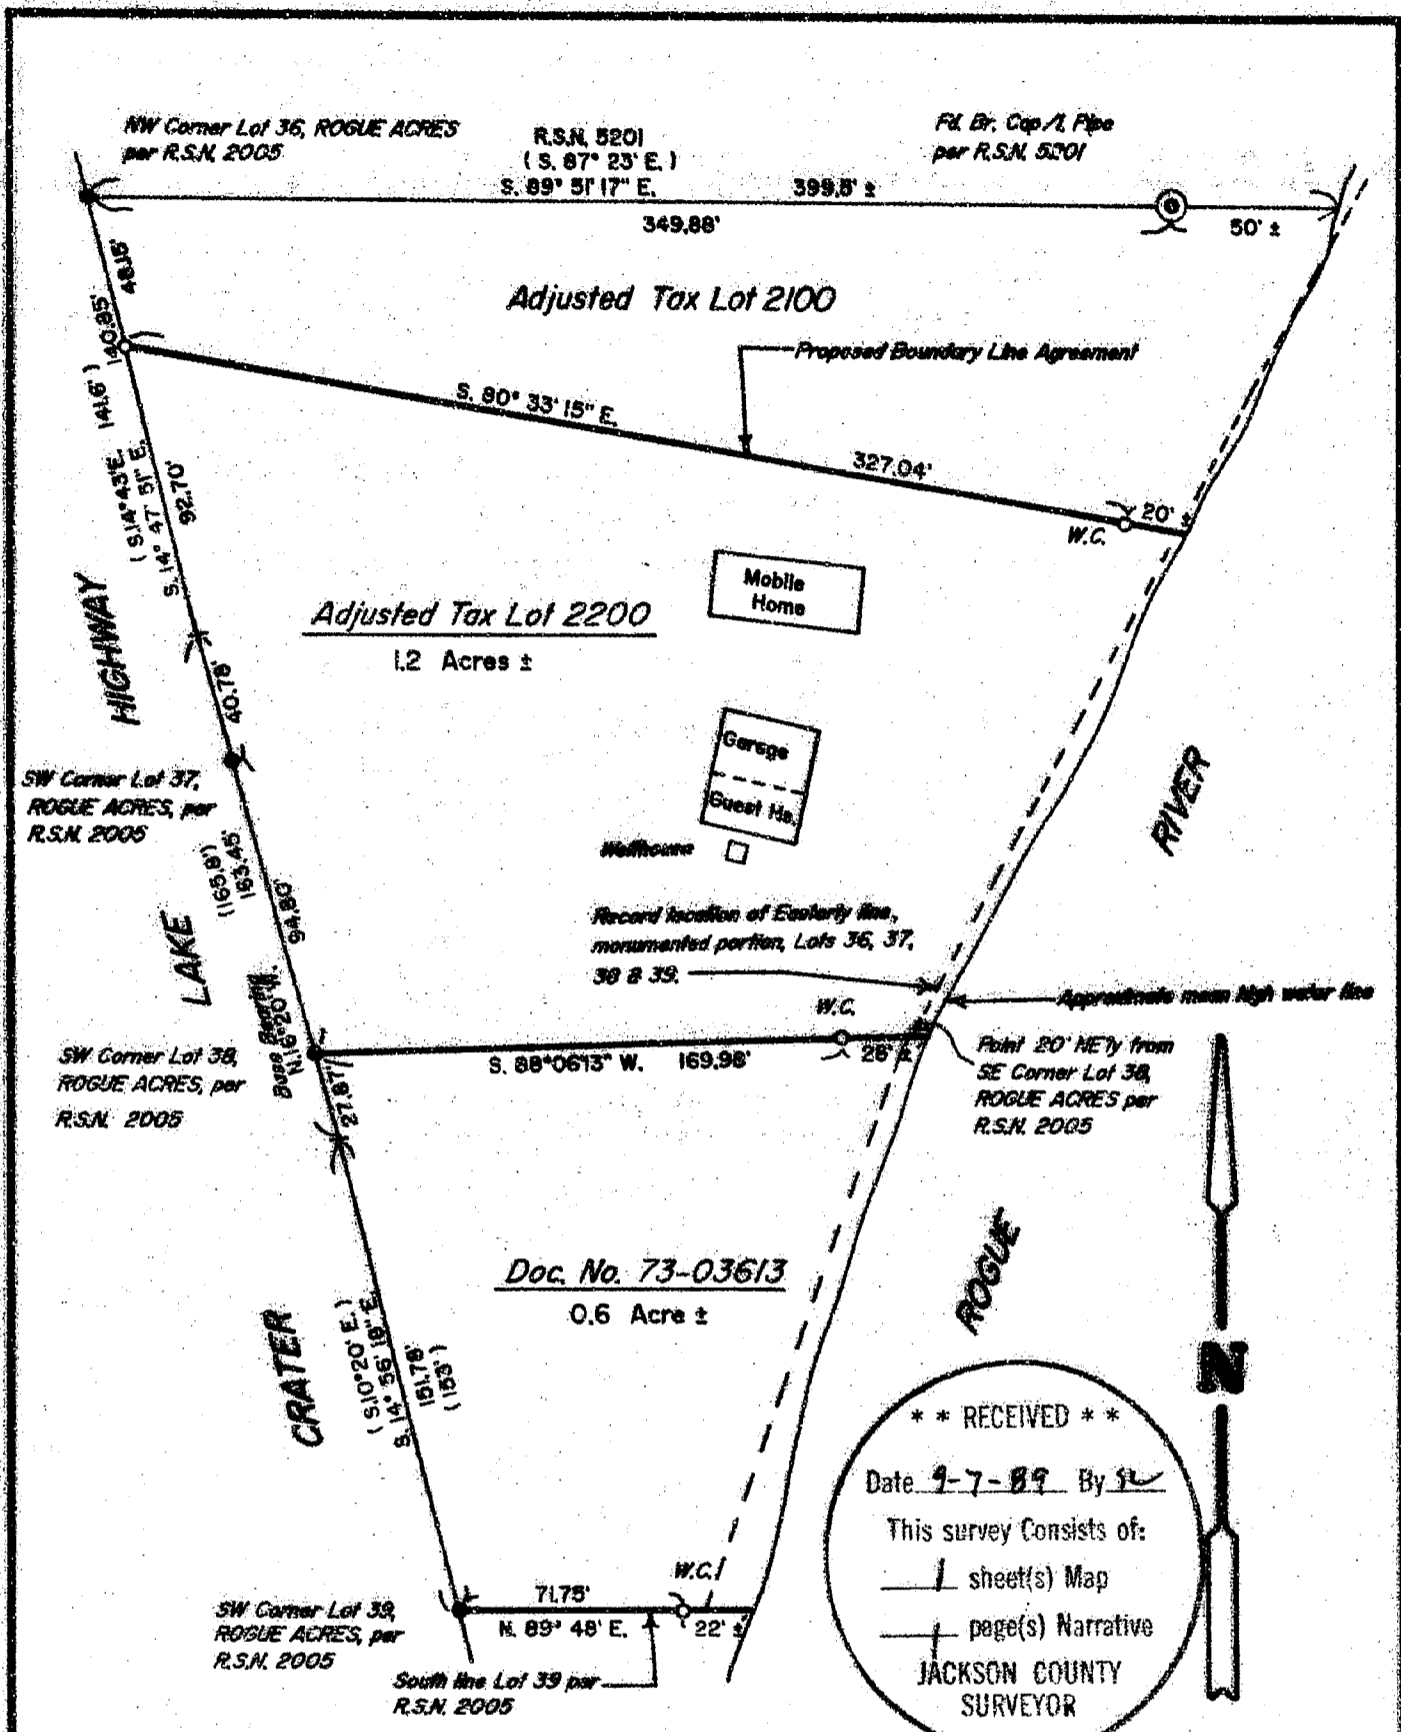 NW Corner Lot 36, ROGUE ACRES
per R.S.N. 2005
R.S.N. 5201
( S. 87° 23' E. )
S. 89° 51' 17" E.
399.5' ±
349.88'
Fd. Br. Cap /I. Pipe
per R.S.N. 5201
50' ±
48.15'
140.85'
( S.14°43'E. 141.6' )
S. 14° 47' 51" E.
92.70'
Adjusted Tax Lot 2100
Proposed Boundary Line Agreement
S. 80° 33' 15" E.
327.04'
20' ±
W.C.
Mobile
Home
Adjusted Tax Lot 2200
1.2 Acres ±
HIGHWAY
40.78'
Garage
Guest Hs.
Wellhouse
SW Corner Lot 37,
ROGUE ACRES, per
R.S.N. 2005
(165.8')
163.45'
94.80'
RIVER
LAKE
Record location of Easterly line,
monumented portion, Lots 36, 37,
38 & 39.
Approximate mean high water line
Base Bearing
N.16°20' W.
W.C.
SW Corner Lot 38,
ROGUE ACRES, per
R.S.N. 2005
S. 88°06'13" W. 169.98'
26' ±
Point 20' NE'ly from
SE Corner Lot 38,
ROGUE ACRES per
R.S.N. 2005
27.87'
Doc. No. 73-03613
0.6 Acre ±
ROGUE
CRATER
( S.10°20' E. )
S. 14° 56' 18" E.
151.78'
( 153' )
N
* * RECEIVED * *
Date 9-7-89 By
This survey Consists of:
1 sheet(s) Map
1 page(s) Narrative
JACKSON COUNTY
SURVEYOR
W.C.
71.75'
N. 89° 48' E.
22' ±
SW Corner Lot 39,
ROGUE ACRES, per
R.S.N. 2005
South line Lot 39 per
R.S.N. 2005